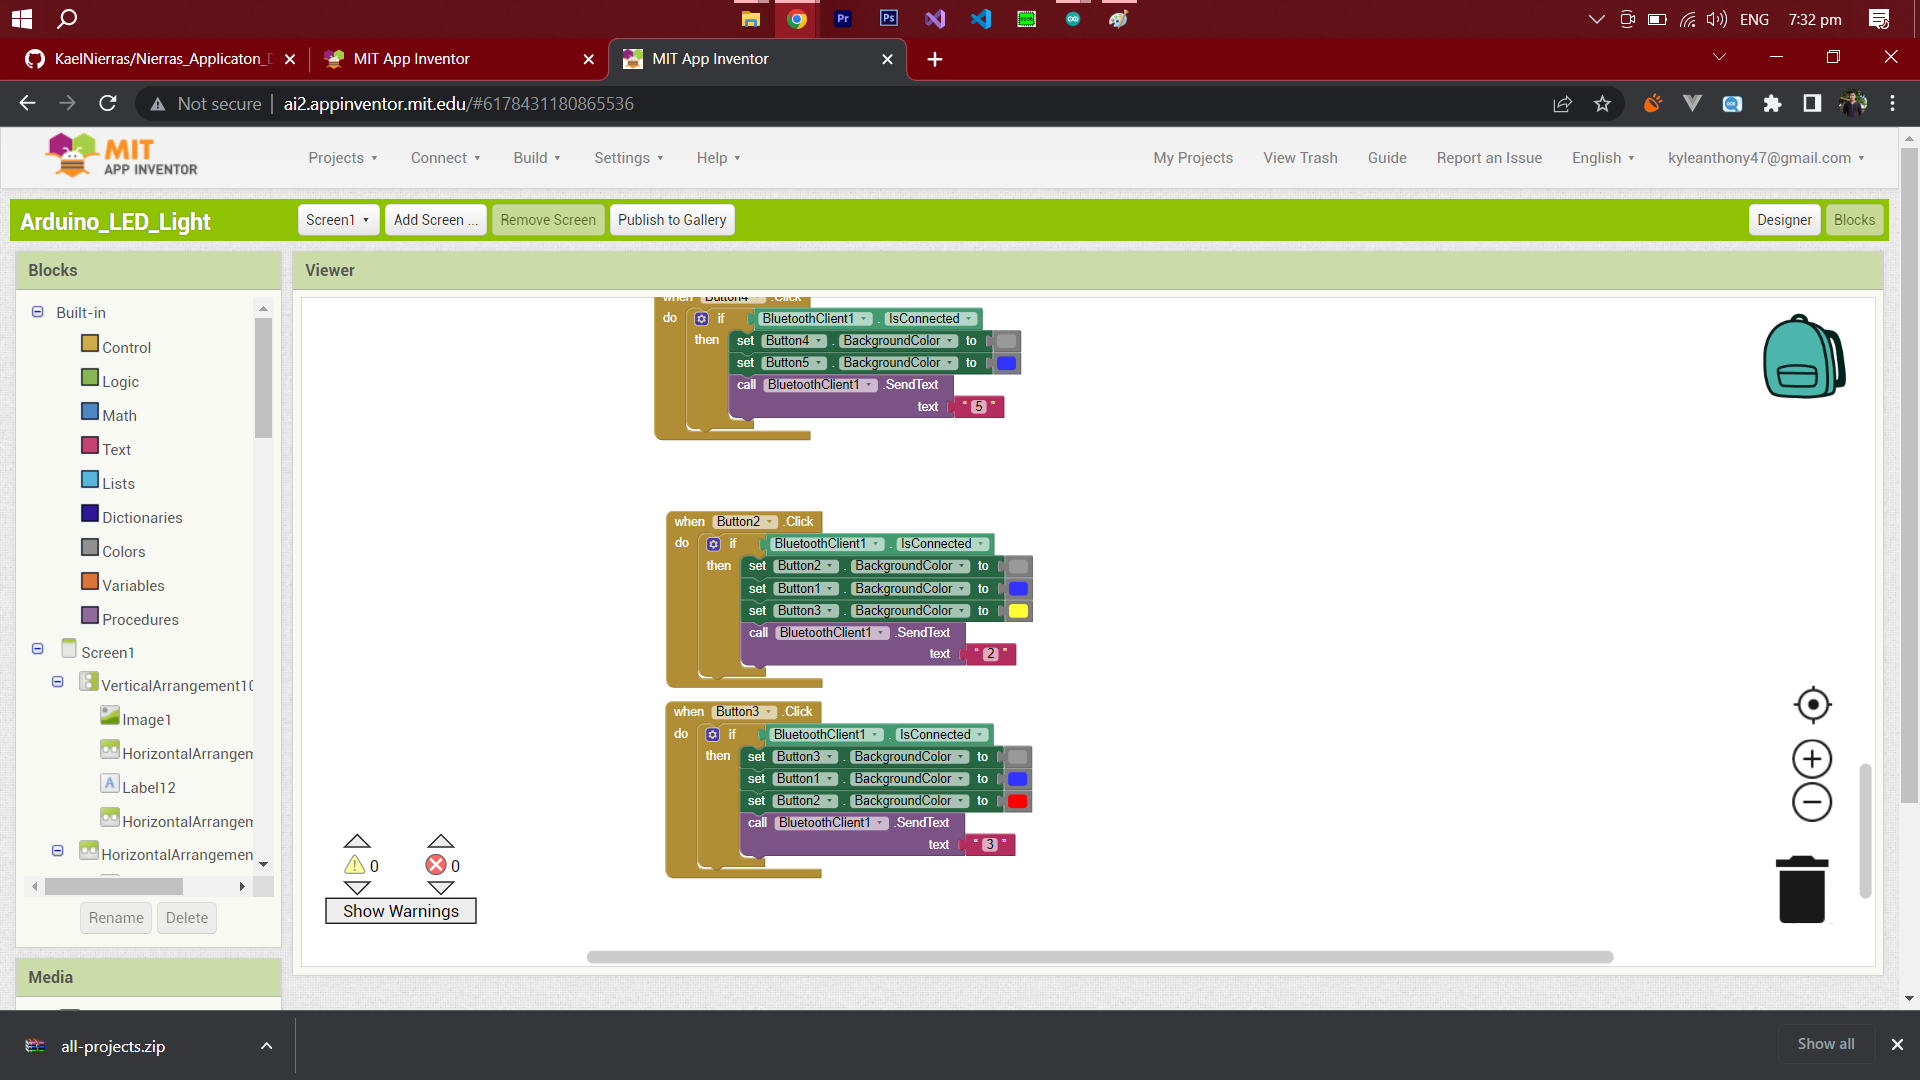 ENG
7:32 pm
KaelNierras/Nierras_Applicaton_D
MIT App Inventor
MIT App Inventor
Not secure | ai2.appinventor.mit.edu/#6178431180865536
MIT
APP INVENTOR
Projects
Connect
Build
Settings
Help
My Projects
View Trash
Guide
Report an Issue
English
kyleanthony47@gmail.com
Arduino_LED_Light
Screen1
Add Screen ...
Remove Screen
Publish to Gallery
Designer
Blocks
Blocks
Built-in
Control
Logic
Math
Text
Lists
Dictionaries
Colors
Variables
Procedures
Screen1
VerticalArrangement10
Image1
HorizontalArrangem
Label12
HorizontalArrangem
HorizontalArrangemen
Rename
Delete
Media
Viewer
when Button4 .Click
do if BluetoothClient1 . IsConnected
then set Button4 . BackgroundColor to
set Button5 . BackgroundColor to
call BluetoothClient1 .SendText
text " 5 "
when Button2 .Click
do if BluetoothClient1 . IsConnected
then set Button2 . BackgroundColor to
set Button1 . BackgroundColor to
set Button3 . BackgroundColor to
call BluetoothClient1 .SendText
text " 2 "
when Button3 .Click
do if BluetoothClient1 . IsConnected
then set Button3 . BackgroundColor to
set Button1 . BackgroundColor to
set Button2 . BackgroundColor to
call BluetoothClient1 .SendText
text " 3 "
0
0
Show Warnings
all-projects.zip
Show all